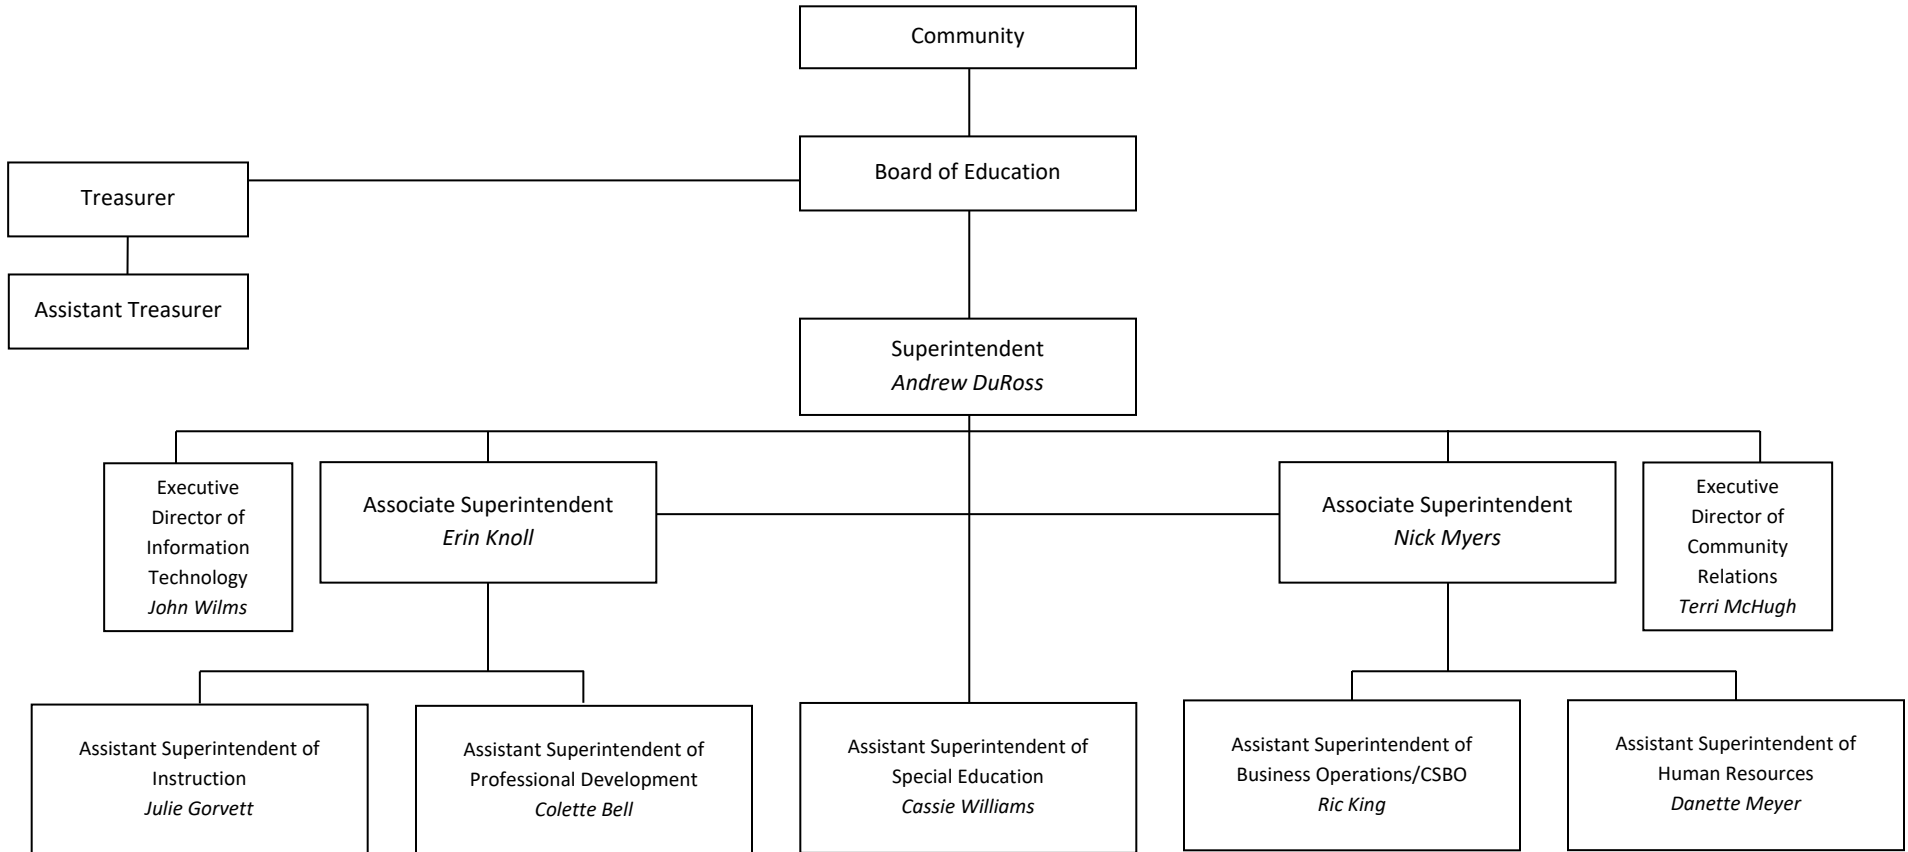 Community
Board of Education
Treasurer
Assistant Treasurer
Superintendent
Andrew DuRoss
Executive
Director of
Information
Technology
John Wilms
Associate Superintendent
Erin Knoll
Associate Superintendent
Nick Myers
Executive
Director of
Community
Relations
Terri McHugh
Assistant Superintendent of
Instruction
Julie Gorvett
Assistant Superintendent of
Professional Development
Colette Bell
Assistant Superintendent of
Special Education
Cassie Williams
Assistant Superintendent of
Business Operations/CSBO
Ric King
Assistant Superintendent of
Human Resources
Danette Meyer